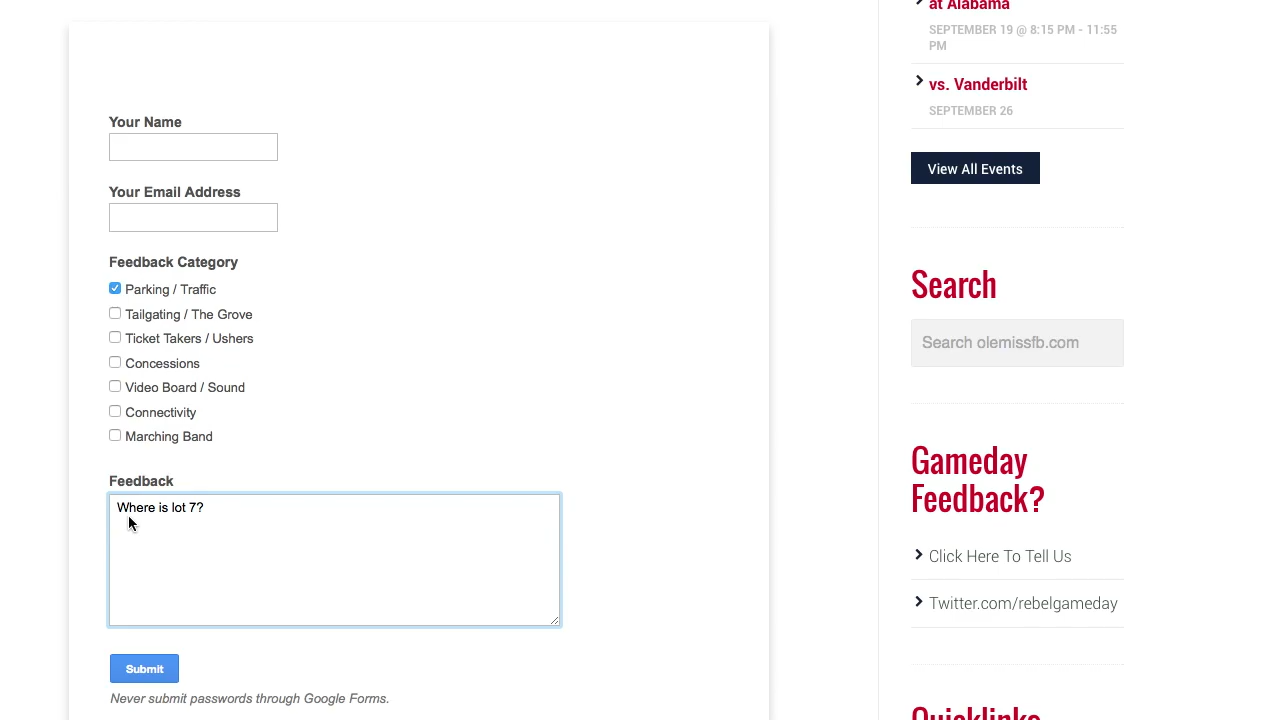 Your Name
Your Email Address
Feedback Category
Parking / Traffic
Tailgating / The Grove
Ticket Takers / Ushers
Concessions
Video Board / Sound
Connectivity
Marching Band
Feedback
Where is lot 7?
Submit
Never submit passwords through Google Forms.
at Alabama
SEPTEMBER 19 @ 8:15 PM - 11:55
PM
vs. Vanderbilt
SEPTEMBER 26
View All Events
Search
Search olemissfb.com
Gameday
Feedback?
Click Here To Tell Us
Twitter.com/rebelgameday
Quicklinks